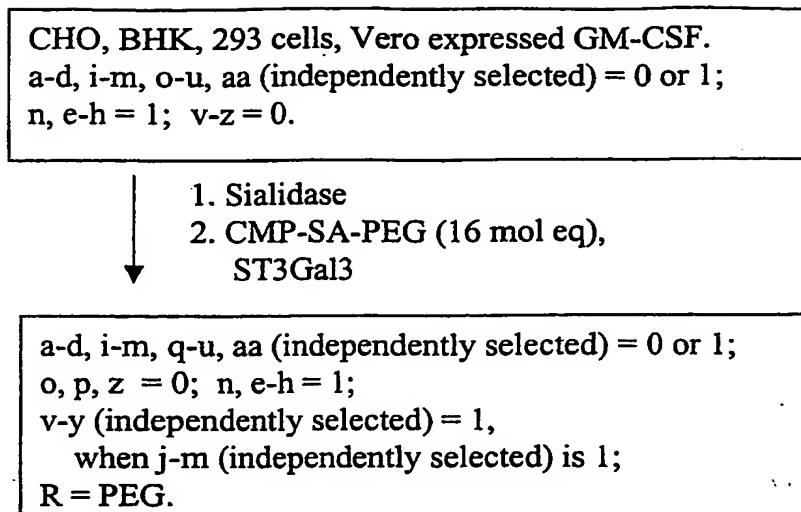 CHO, BHK, 293 cells, Vero expressed GM-CSF.
a-d, i-m, o-u, aa (independently selected) = 0 or 1;
n, e-h = 1; v-z = 0.
1. Sialidase
2. CMP-SA-PEG (16 mol eq),
ST3Gal3
a-d, i-m, q-u, aa (independently selected) = 0 or 1;
o, p, z = 0; n, e-h = 1;
v-y (independently selected) = 1,
when j-m (independently selected) is 1;
R = PEG.